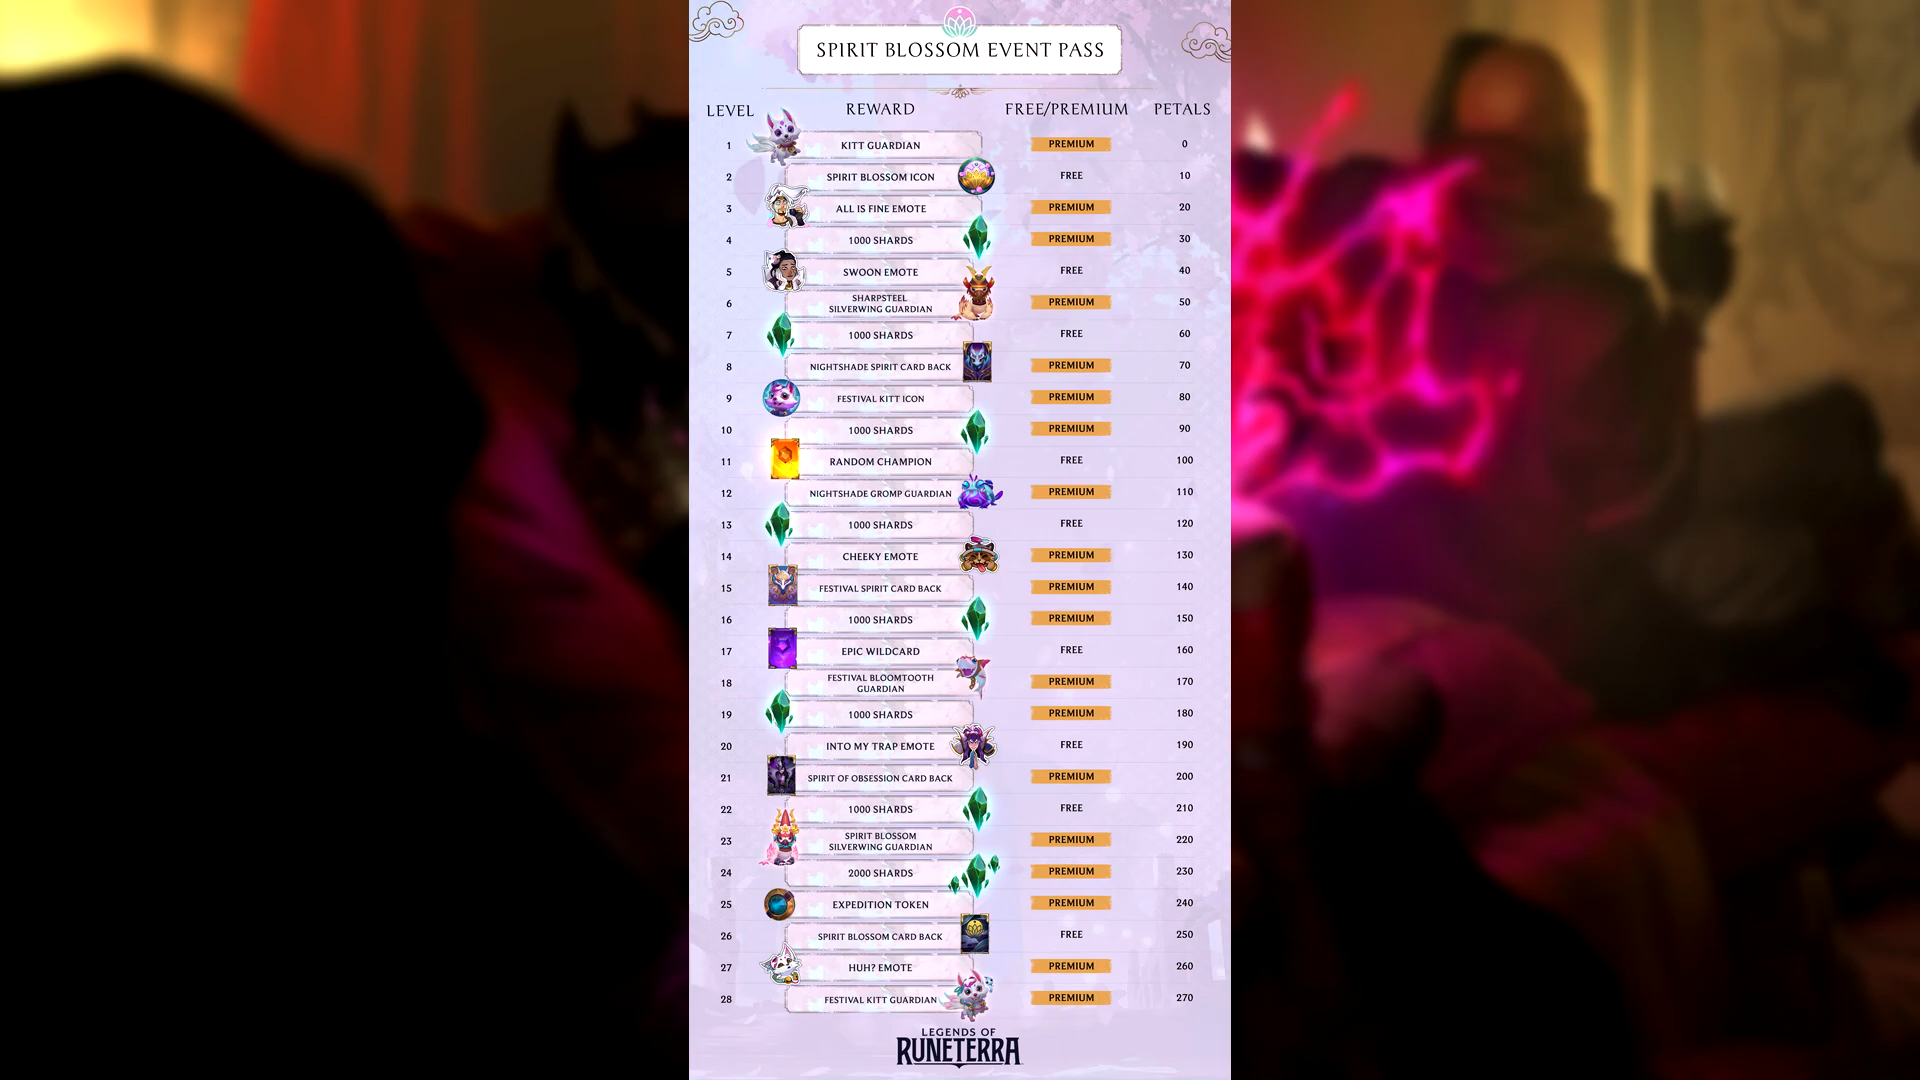 SPIRIT BLOSSOM EVENT PASS
LEVEL REWARD FREE/PREMIUM PETALS
1 KITT GUARDIAN PREMIUM 0
2 SPIRIT BLOSSOM ICON FREE 10
3 ALL IS FINE EMOTE PREMIUM 20
4 1000 SHARDS PREMIUM 30
5 SWOON EMOTE FREE 40
6 SHARPSTEEL SILVERWING GUARDIAN PREMIUM 50
7 1000 SHARDS FREE 60
8 NIGHTSHADE SPIRIT CARD BACK PREMIUM 70
9 FESTIVAL KITT ICON PREMIUM 80
10 1000 SHARDS PREMIUM 90
11 RANDOM CHAMPION FREE 100
12 NIGHTSHADE GROMP GUARDIAN PREMIUM 110
13 1000 SHARDS FREE 120
14 CHEEKY EMOTE PREMIUM 130
15 FESTIVAL SPIRIT CARD BACK PREMIUM 140
16 1000 SHARDS PREMIUM 150
17 EPIC WILDCARD FREE 160
18 FESTIVAL BLOOMTOOTH GUARDIAN PREMIUM 170
19 1000 SHARDS PREMIUM 180
20 INTO MY TRAP EMOTE FREE 190
21 SPIRIT OF OBSESSION CARD BACK PREMIUM 200
22 1000 SHARDS FREE 210
23 SPIRIT BLOSSOM SILVERWING GUARDIAN PREMIUM 220
24 2000 SHARDS PREMIUM 230
25 EXPEDITION TOKEN PREMIUM 240
26 SPIRIT BLOSSOM CARD BACK FREE 250
27 HUH? EMOTE PREMIUM 260
28 FESTIVAL KITT GUARDIAN PREMIUM 270
LEGENDS OF
RUNETERRA